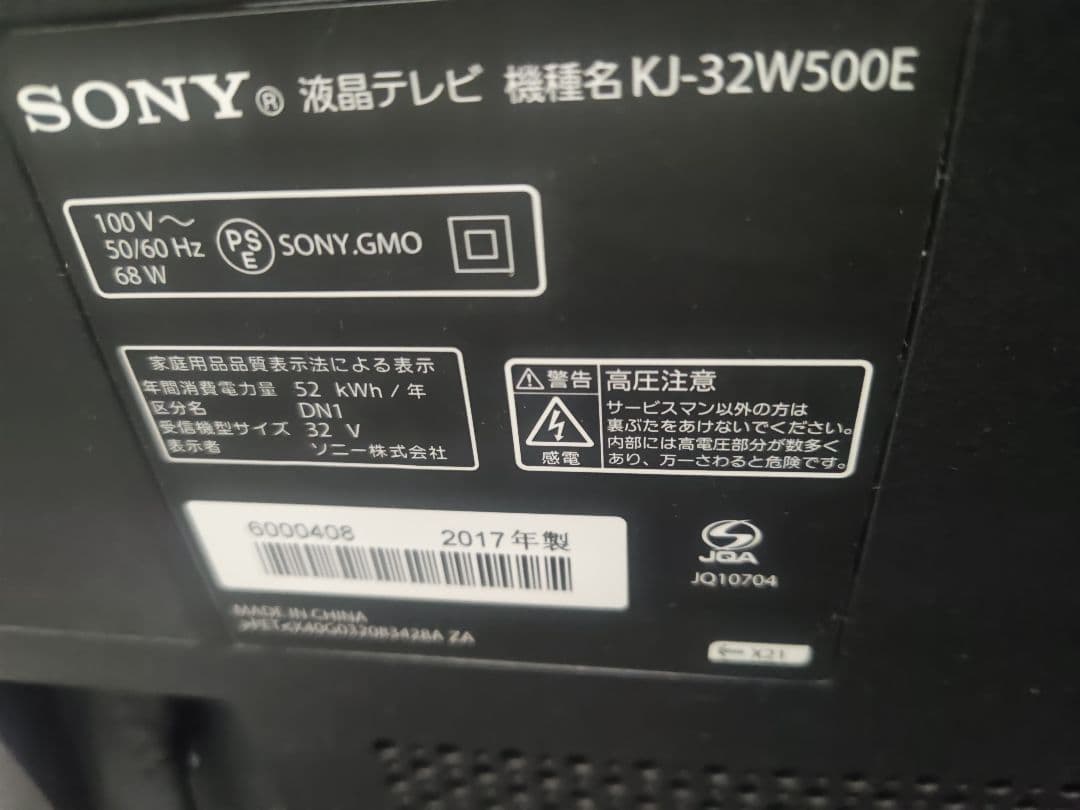 SONY® 液晶テレビ 機種名 KJ-32W500E
100 V～
50/60 Hz
68 W
PSE
SONY.GMO
家庭用品品質表示法による表示
年間消費電力量 52 kWh / 年
区分名 DN1
受信機型サイズ 32 V
表示者 ソニー株式会社
警告 高圧注意
感電
サービスマン以外の方は
裏ぶたをあけないでください。
内部には高電圧部分が数多く
あり、万一さわると危険です。
6000408 2017年製
JQA
JQ10704
MADE IN CHINA
>PET< X40G0320B3428A ZA
X21